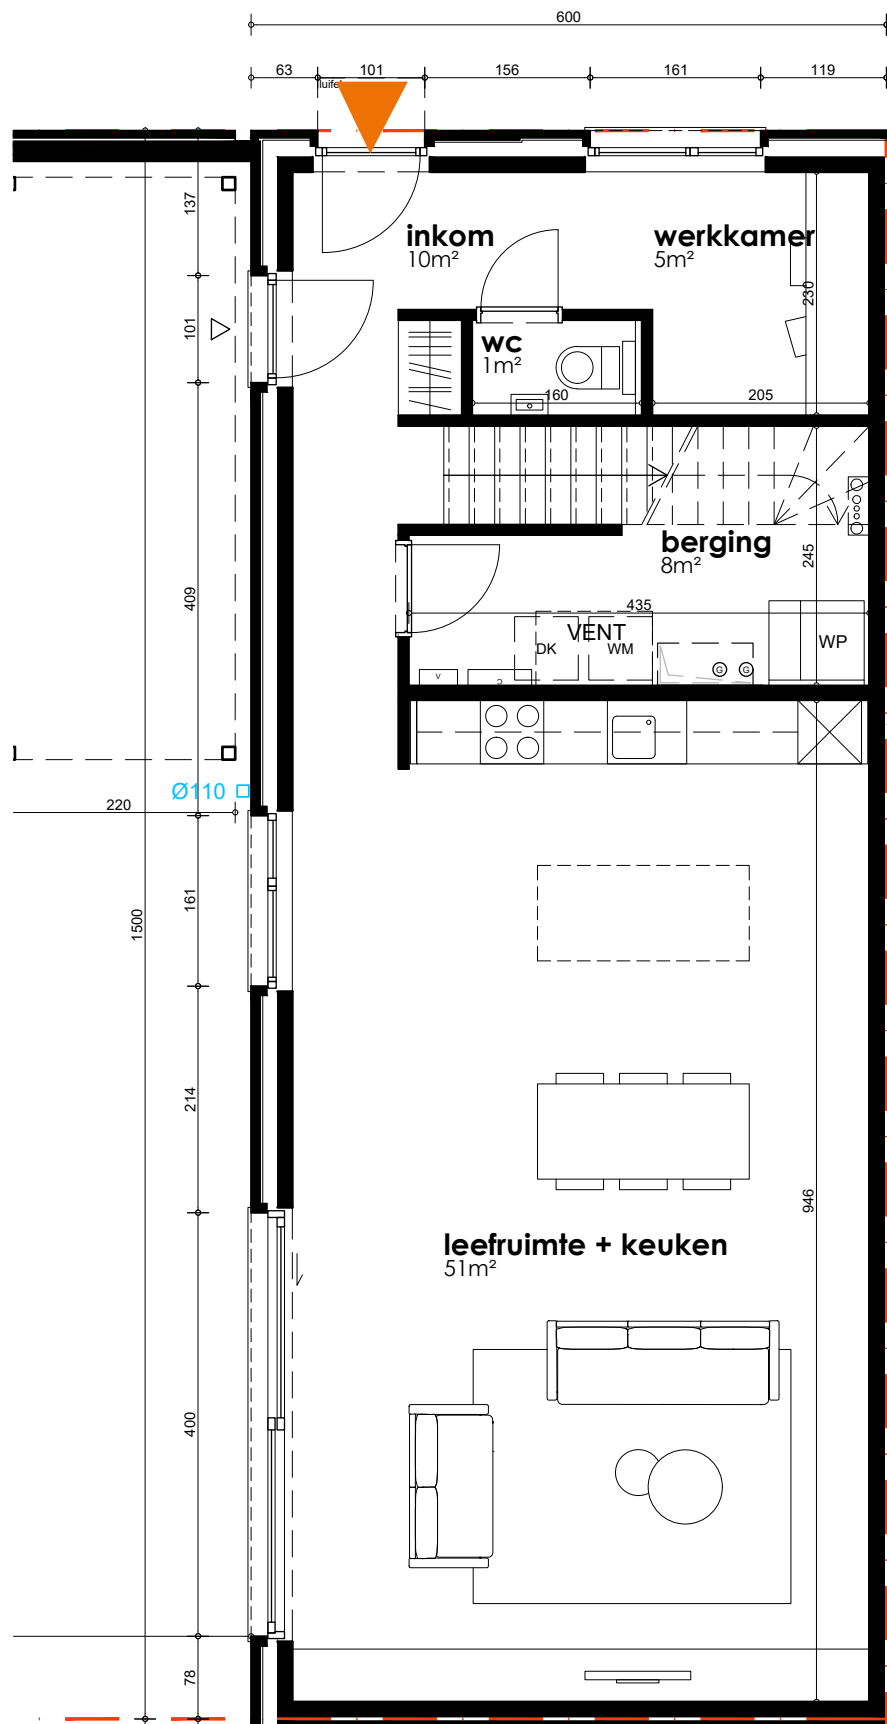 600
63
101
156
161
119
luife
137
inkom
10m²
werkkamer
5m²
230
101
wc
1m²
160
205
409
berging
8m²
245
435
VENT
DK
WM
WP
V
C
G
G
Ø110
220
161
1500
214
946
leefruimte + keuken
51m²
400
78